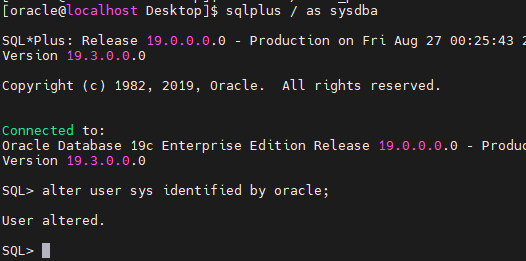 [oracle@localhost Desktop]$ sqlplus / as sysdba
SQL*Plus: Release 19.0.0.0.0 - Production on Fri Aug 27 00:25:43 2
Version 19.3.0.0.0
Copyright (c) 1982, 2019, Oracle.  All rights reserved.
Connected to:
Oracle Database 19c Enterprise Edition Release 19.0.0.0.0 - Produc
Version 19.3.0.0.0
SQL> alter user sys identified by oracle;
User altered.
SQL>